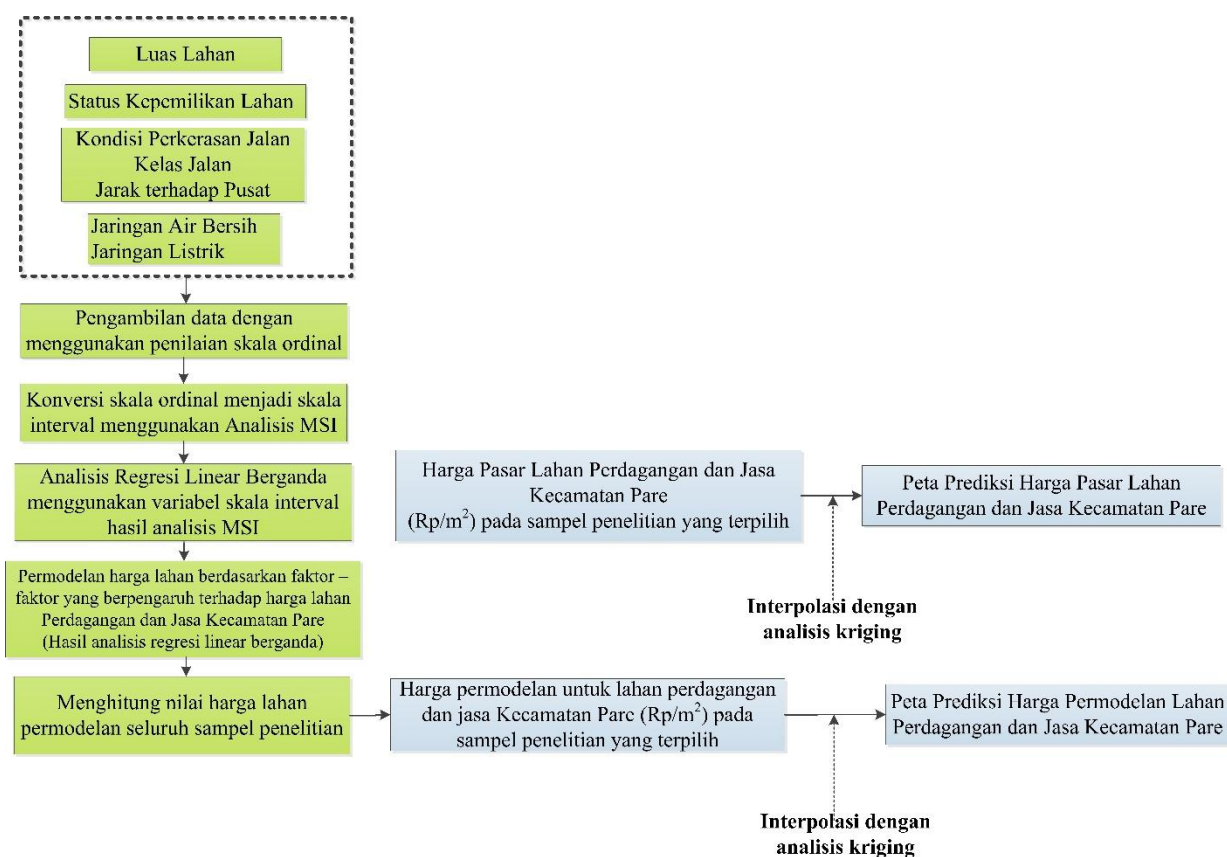 Luas Lahan
Status Kepemilikan Lahan
Kondisi Perkerasan Jalan
Kelas Jalan
Jarak terhadap Pusat
Jaringan Air Bersih
Jaringan Listrik
Pengambilan data dengan
menggunakan penilaian skala ordinal
Konversi skala ordinal menjadi skala
interval menggunakan Analisis MSI
Analisis Regresi Linear Berganda
menggunakan variabel skala interval
hasil analisis MSI
Permodelan harga lahan berdasarkan faktor –
faktor yang berpengaruh terhadap harga lahan
Perdagangan dan Jasa Kecamatan Pare
(Hasil analisis regresi linear berganda)
Menghitung nilai harga lahan
permodelan seluruh sampel penelitian
Harga Pasar Lahan Perdagangan dan Jasa
Kecamatan Pare
(Rp/m²) pada sampel penelitian yang terpilih
Peta Prediksi Harga Pasar Lahan
Perdagangan dan Jasa Kecamatan Pare
Interpolasi dengan
analisis kriging
Harga permodelan untuk lahan perdagangan
dan jasa Kecamatan Pare (Rp/m²) pada
sampel penelitian yang terpilih
Peta Prediksi Harga Permodelan Lahan
Perdagangan dan Jasa Kecamatan Pare
Interpolasi dengan
analisis kriging